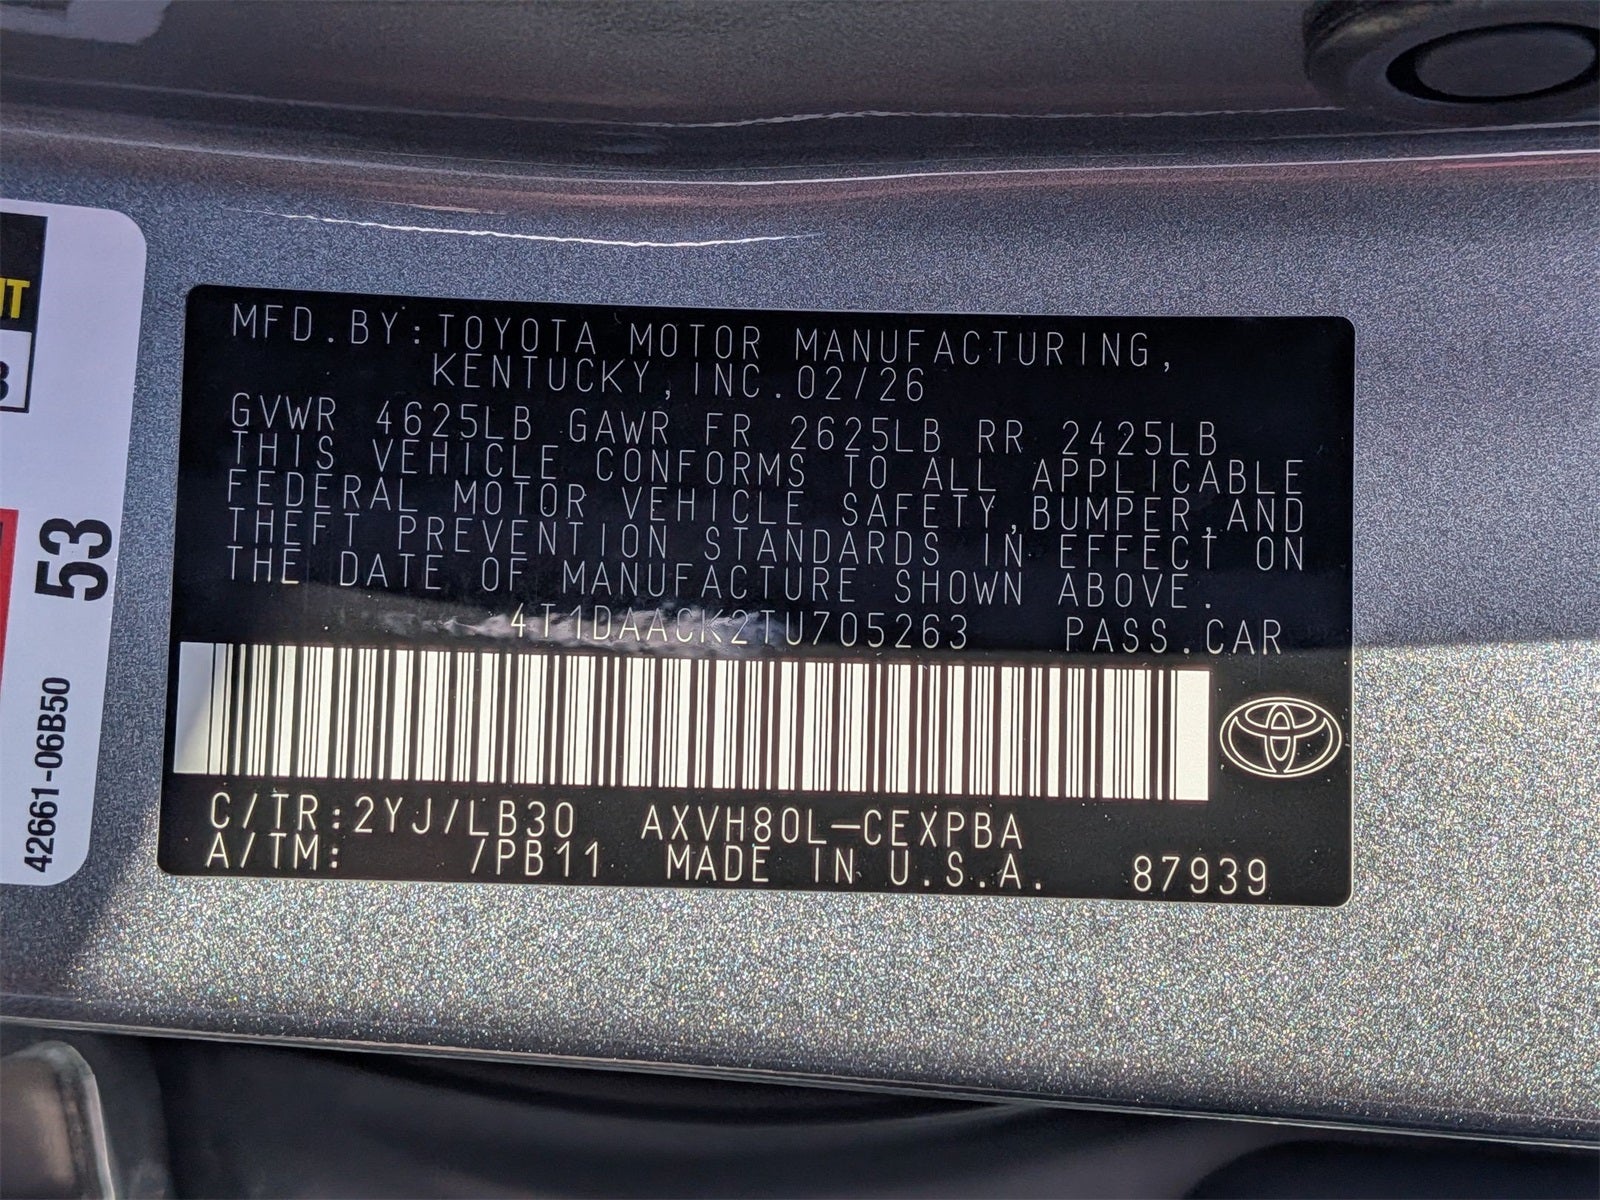 MFD.BY:TOYOTA MOTOR MANUFACTURING,
KENTUCKY,INC.02/26
GVWR 4625LB GAWR FR 2625LB RR 2425LB
THIS VEHICLE CONFORMS TO ALL APPLICABLE
FEDERAL MOTOR VEHICLE SAFETY,BUMPER,AND
THEFT PREVENTION STANDARDS IN EFFECT ON
THE DATE OF MANUFACTURE SHOWN ABOVE.
4T1DAACK2TU705263 PASS.CAR
C/TR:2YJ/LB30 AXVH80L-CEXPBA
A/TM: /PB11 MADE IN U.S.A. 87939
53
42661-06B50